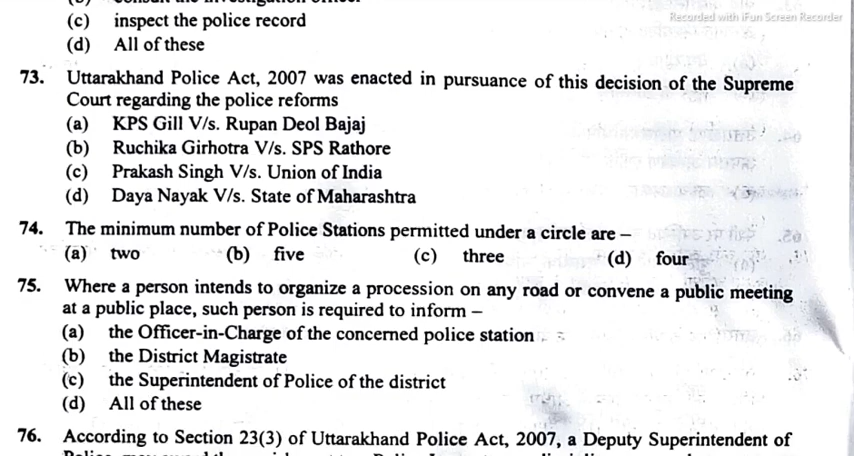 (c) inspect the police record
Recorded with iFun Screen Recorder
(d) All of these
73. Uttarakhand Police Act, 2007 was enacted in pursuance of this decision of the Supreme
Court regarding the police reforms
(a) KPS Gill V/s. Rupan Deol Bajaj
(b) Ruchika Girhotra V/s. SPS Rathore
(c) Prakash Singh V/s. Union of India
(d) Daya Nayak V/s. State of Maharashtra
74. The minimum number of Police Stations permitted under a circle are –
(a) two (b) five (c) three (d) four
75. Where a person intends to organize a procession on any road or convene a public meeting
at a public place, such person is required to inform –
(a) the Officer-in-Charge of the concerned police station
(b) the District Magistrate
(c) the Superintendent of Police of the district
(d) All of these
76. According to Section 23(3) of Uttarakhand Police Act, 2007, a Deputy Superintendent of